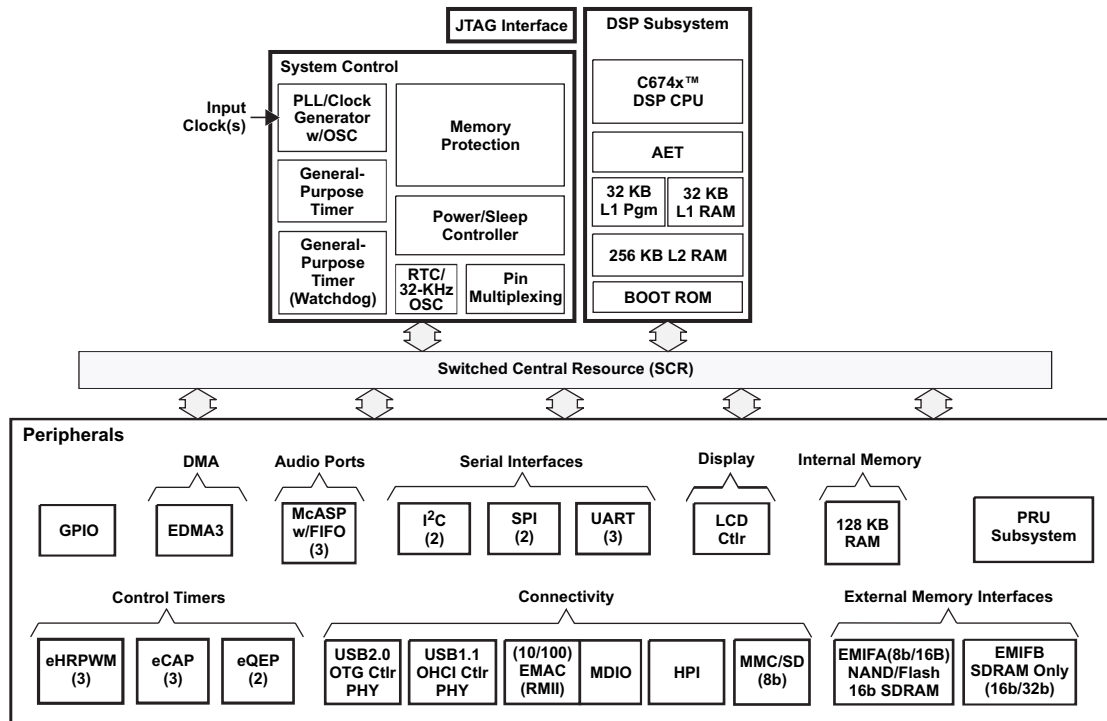 JTAG Interface
DSP Subsystem
System Control
Input
Clock(s)
PLL/Clock
Generator
w/OSC
General-
Purpose
Timer
General-
Purpose
Timer
(Watchdog)
Memory
Protection
Power/Sleep
Controller
RTC/
32-KHz
OSC
Pin
Multiplexing
C674x™
DSP CPU
AET
32 KB
L1 Pgm
32 KB
L1 RAM
256 KB L2 RAM
BOOT ROM
Switched Central Resource (SCR)
Peripherals
DMA
Audio Ports
Serial Interfaces
Display
Internal Memory
GPIO
EDMA3
McASP
w/FIFO
(3)
I²C
(2)
SPI
(2)
UART
(3)
LCD
Ctlr
128 KB
RAM
PRU
Subsystem
Control Timers
Connectivity
External Memory Interfaces
eHRPWM
(3)
eCAP
(3)
eQEP
(2)
USB2.0
OTG Ctlr
PHY
USB1.1
OHCI Ctlr
PHY
(10/100)
EMAC
(RMII)
MDIO
HPI
MMC/SD
(8b)
EMIFA(8b/16B)
NAND/Flash
16b SDRAM
EMIFB
SDRAM Only
(16b/32b)